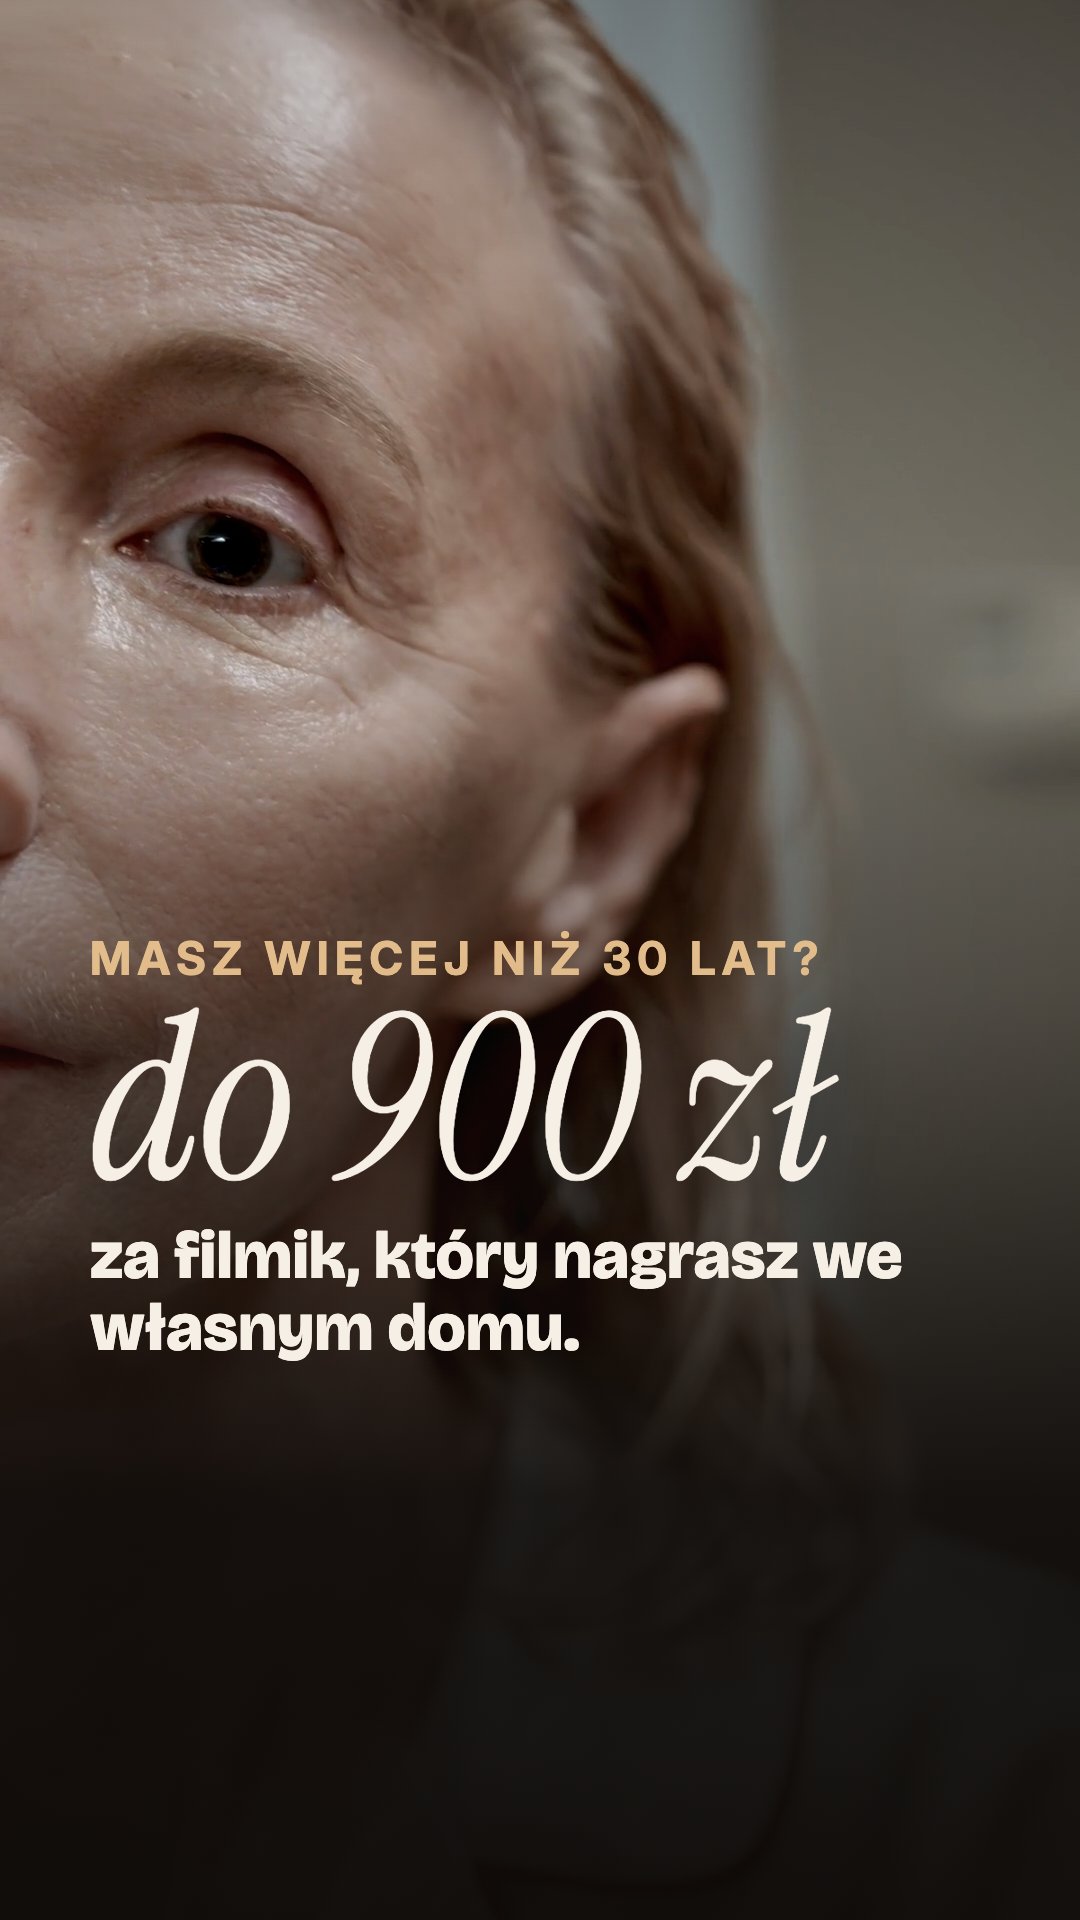 MASZ WIĘCEJ NIŻ 30 LAT?
do 900 zł
za filmik, który nagrasz we
własnym domu.